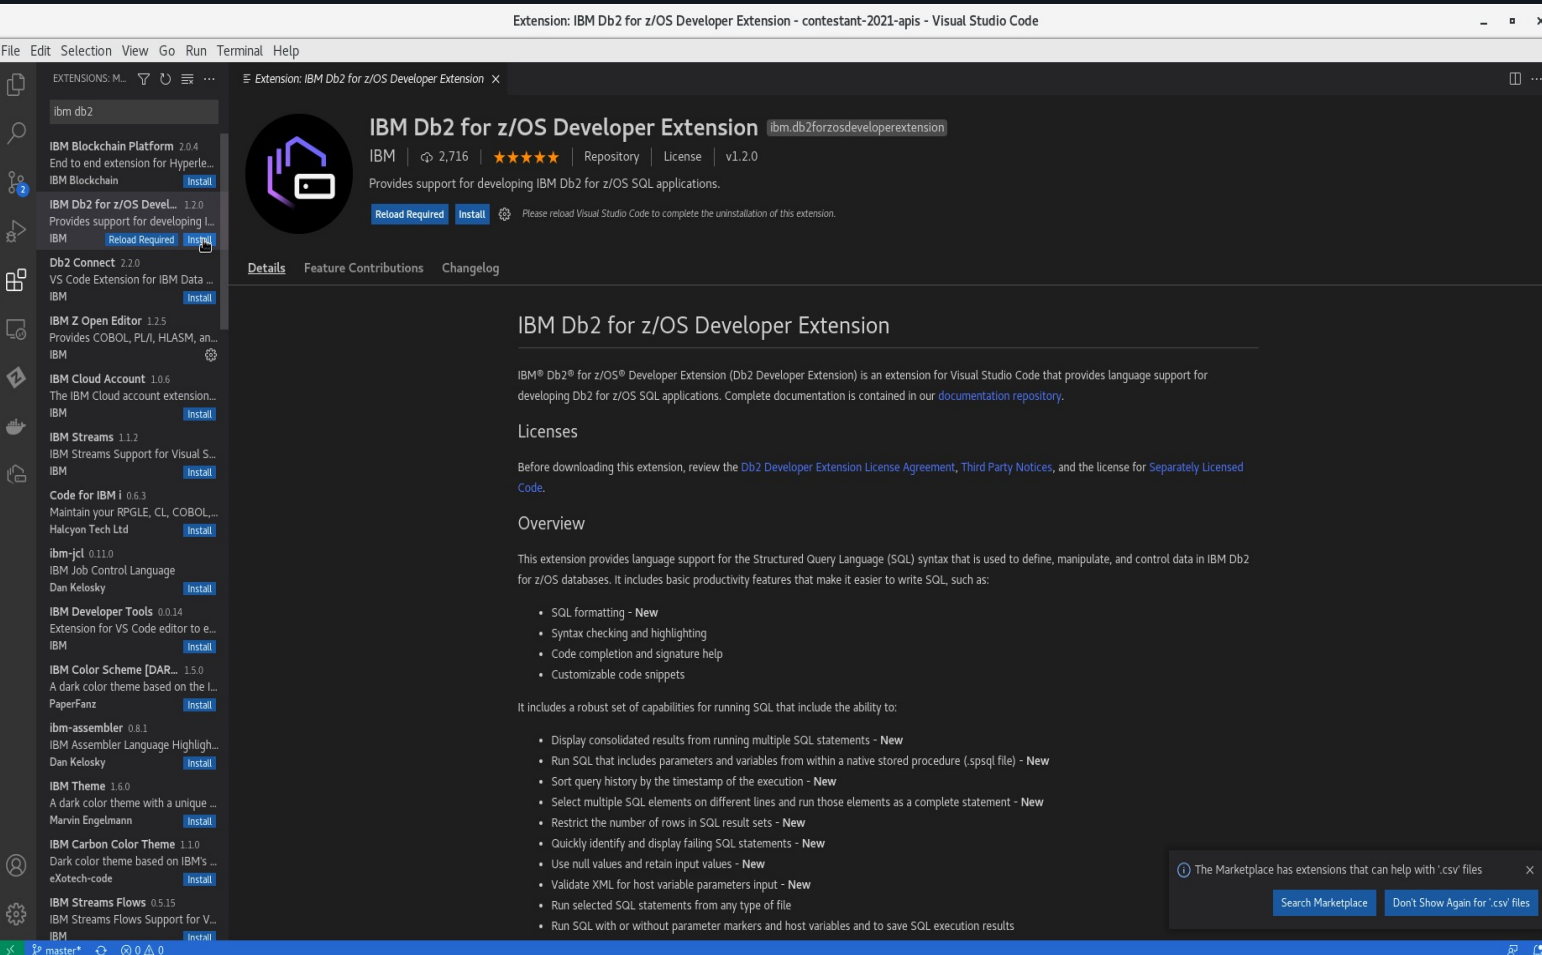 Extension: IBM Db2 for z/OS Developer Extension - contestant-2021-apis - Visual Studio Code
File Edit Selection View Go Run Terminal Help
EXTENSIONS: M...
Extension: IBM Db2 for z/OS Developer Extension
ibm db2
IBM Blockchain Platform 2.0.4
End to end extension for Hyperle...
IBM Blockchain Install
IBM Db2 for z/OS Devel... 1.2.0
Provides support for developing I...
IBM Reload Required Install
Db2 Connect 2.2.0
VS Code Extension for IBM Data ...
IBM Install
IBM Z Open Editor 1.2.5
Provides COBOL, PL/I, HLASM, an...
IBM
IBM Cloud Account 1.0.6
The IBM Cloud account extension...
IBM Install
IBM Streams 1.1.2
IBM Streams Support for Visual S...
IBM Install
Code for IBM i 0.6.3
Maintain your RPGLE, CL, COBOL,...
Halcyon Tech Ltd Install
ibm-jcl 0.11.0
IBM Job Control Language
Dan Kelosky Install
IBM Developer Tools 0.0.14
Extension for VS Code editor to e...
IBM Install
IBM Color Scheme [DAR... 1.5.0
A dark color theme based on the I...
PaperFanz Install
ibm-assembler 0.8.1
IBM Assembler Language Highligh...
Dan Kelosky Install
IBM Theme 1.6.0
A dark color theme with a unique ...
Marvin Engelmann Install
IBM Carbon Color Theme 1.1.0
Dark color theme based on IBM's ...
eXotech-code Install
IBM Streams Flows 0.5.15
IBM Streams Flows Support for V...
IBM Install
IBM Db2 for z/OS Developer Extension ibm.db2forzosdeveloperextension
IBM 2,716 Repository License v1.2.0
Provides support for developing IBM Db2 for z/OS SQL applications.
Reload Required Install Please reload Visual Studio Code to complete the uninstallation of this extension.
Details Feature Contributions Changelog
IBM Db2 for z/OS Developer Extension
IBM® Db2® for z/OS® Developer Extension (Db2 Developer Extension) is an extension for Visual Studio Code that provides language support for
developing Db2 for z/OS SQL applications. Complete documentation is contained in our documentation repository.
Licenses
Before downloading this extension, review the Db2 Developer Extension License Agreement, Third Party Notices, and the license for Separately Licensed
Code.
Overview
This extension provides language support for the Structured Query Language (SQL) syntax that is used to define, manipulate, and control data in IBM Db2
for z/OS databases. It includes basic productivity features that make it easier to write SQL, such as:
• SQL formatting - New
• Syntax checking and highlighting
• Code completion and signature help
• Customizable code snippets
It includes a robust set of capabilities for running SQL that include the ability to:
• Display consolidated results from running multiple SQL statements - New
• Run SQL that includes parameters and variables from within a native stored procedure (.spsql file) - New
• Sort query history by the timestamp of the execution - New
• Select multiple SQL elements on different lines and run those elements as a complete statement - New
• Restrict the number of rows in SQL result sets - New
• Quickly identify and display failing SQL statements - New
• Use null values and retain input values - New
• Validate XML for host variable parameters input - New
• Run selected SQL statements from any type of file
• Run SQL with or without parameter markers and host variables and to save SQL execution results
The Marketplace has extensions that can help with '.csv' files
Search Marketplace Don't Show Again for '.csv' files
2
master* 0 0